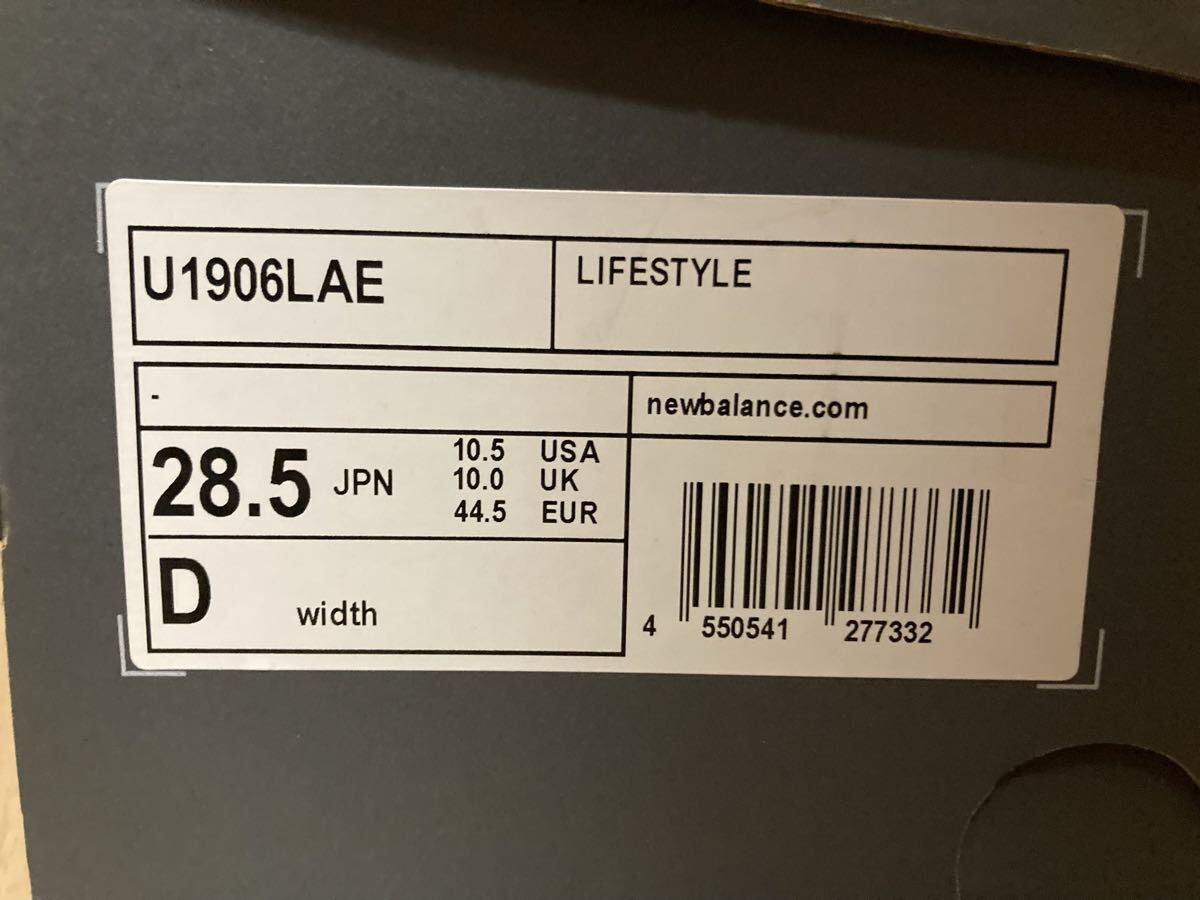 U1906LAE
LIFESTYLE
-
newbalance.com
28.5 JPN
10.5 USA
10.0 UK
44.5 EUR
D width
4 550541 277332